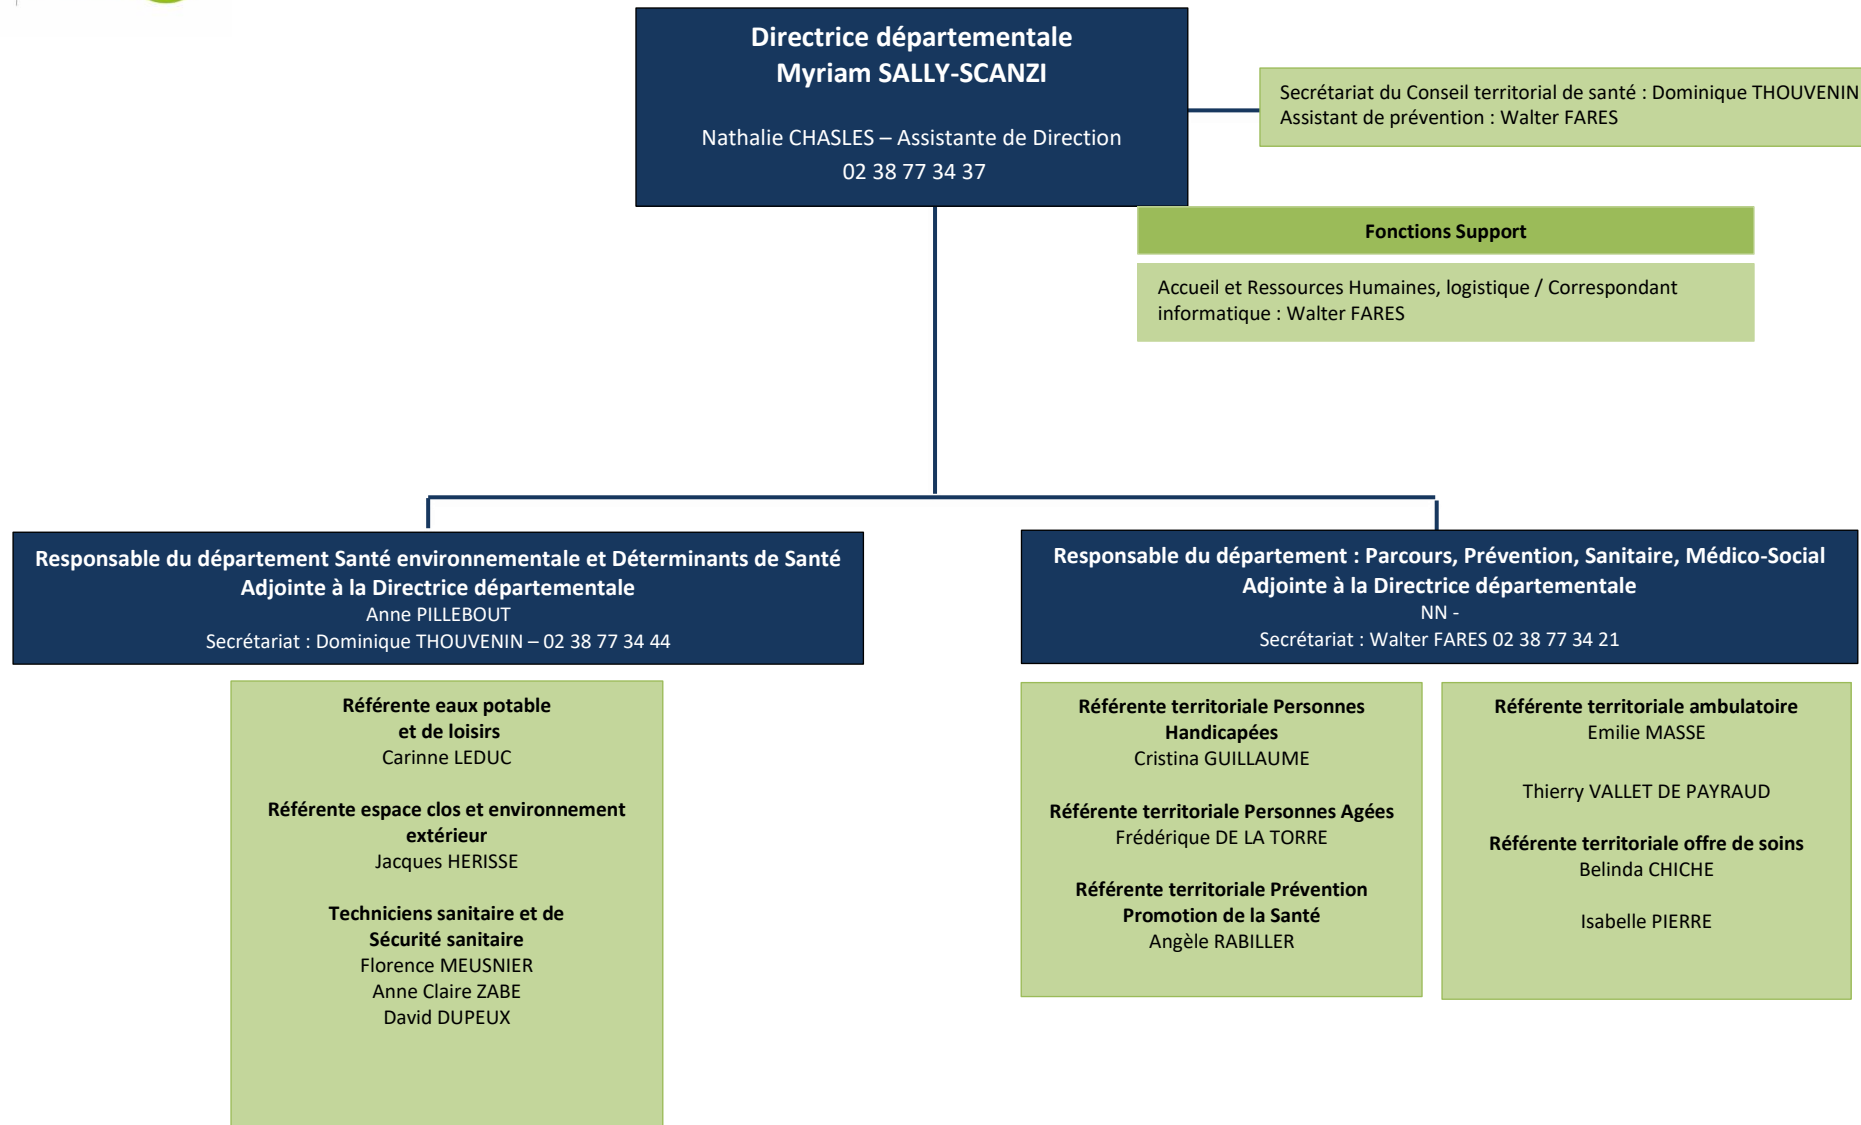 Directrice départementale
Myriam SALLY-SCANZI
Nathalie CHASLES – Assistante de Direction
02 38 77 34 37
Secrétariat du Conseil territorial de santé : Dominique THOUVENIN
Assistant de prévention : Walter FARES
Fonctions Support
Accueil et Ressources Humaines, logistique / Correspondant
informatique : Walter FARES
Responsable du département Santé environnementale et Déterminants de Santé
Adjointe à la Directrice départementale
Anne PILLEBOUT
Secrétariat : Dominique THOUVENIN – 02 38 77 34 44
Référente eaux potable
et de loisirs
Carinne LEDUC
Référente espace clos et environnement
extérieur
Jacques HERISSE
Techniciens sanitaire et de
Sécurité sanitaire
Florence MEUSNIER
Anne Claire ZABE
David DUPEUX
Responsable du département : Parcours, Prévention, Sanitaire, Médico-Social
Adjointe à la Directrice départementale
NN -
Secrétariat : Walter FARES 02 38 77 34 21
Référente territoriale Personnes
Handicapées
Cristina GUILLAUME
Référente territoriale Personnes Agées
Frédérique DE LA TORRE
Référente territoriale Prévention
Promotion de la Santé
Angèle RABILLER
Référente territoriale ambulatoire
Emilie MASSE
Thierry VALLET DE PAYRAUD
Référente territoriale offre de soins
Belinda CHICHE
Isabelle PIERRE